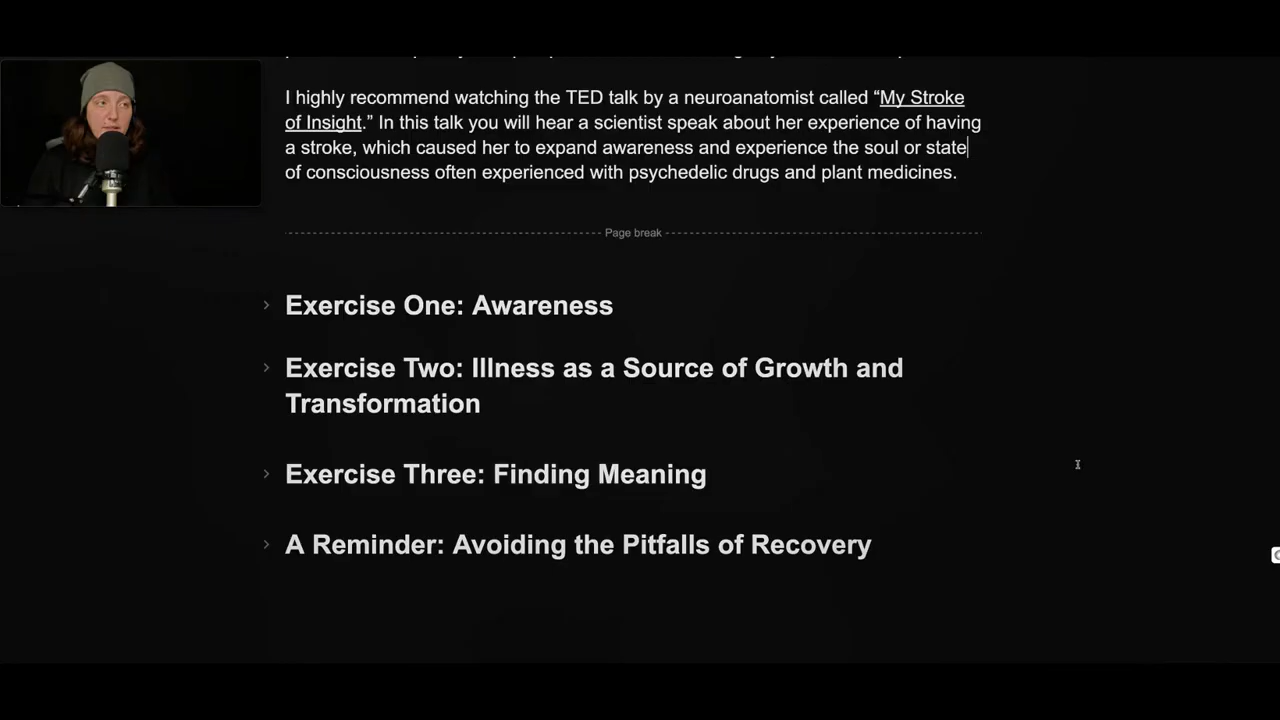 I highly recommend watching the TED talk by a neuroanatomist called “My Stroke
of Insight.” In this talk you will hear a scientist speak about her experience of having
a stroke, which caused her to expand awareness and experience the soul or state
of consciousness often experienced with psychedelic drugs and plant medicines.
Page break
Exercise One: Awareness
Exercise Two: Illness as a Source of Growth and
Transformation
Exercise Three: Finding Meaning
A Reminder: Avoiding the Pitfalls of Recovery